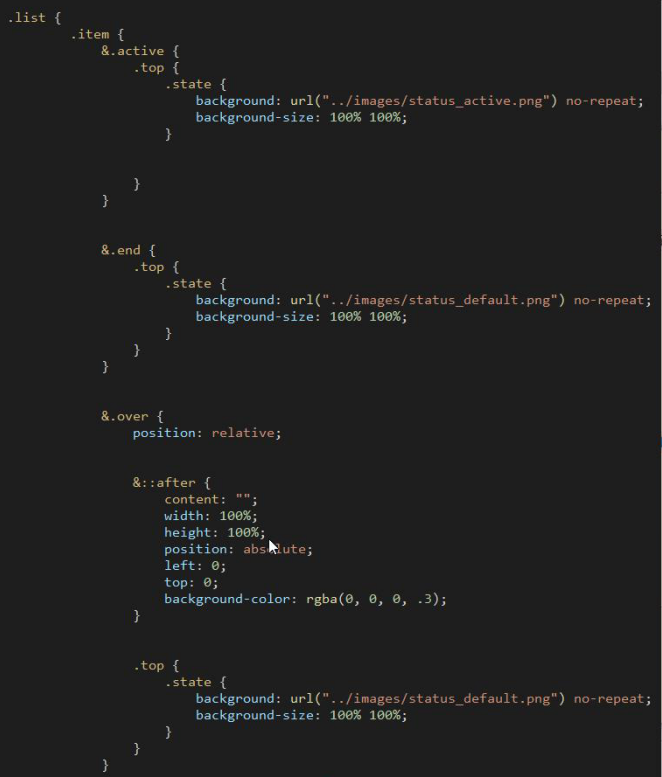 .list {
.item {
&.active {
.top {
.state {
background: url("../images/status_active.png") no-repeat;
background-size: 100% 100%;
}
}
}
&.end {
.top {
.state {
background: url("../images/status_default.png") no-repeat;
background-size: 100% 100%;
}
}
}
&.over {
position: relative;
&::after {
content: "";
width: 100%;
height: 100%;
position: absolute;
left: 0;
top: 0;
background-color: rgba(0, 0, 0, .3);
}
.top {
.state {
background: url("../images/status_default.png") no-repeat;
background-size: 100% 100%;
}
}
}